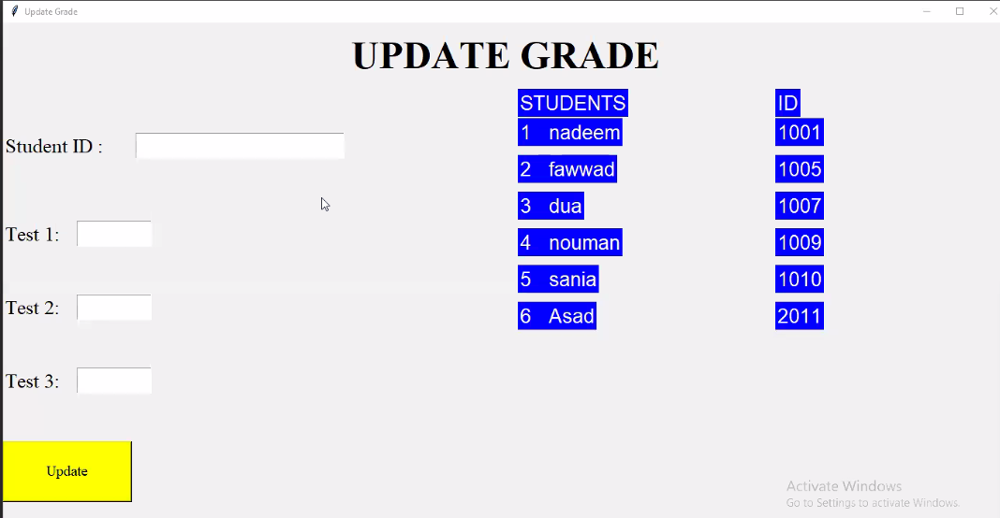 Update Grade
UPDATE GRADE
STUDENTS ID
1 nadeem 1001
Student ID :
2 fawwad 1005
3 dua 1007
Test 1:
4 nouman 1009
5 sania 1010
Test 2:
6 Asad 2011
Test 3:
Update
Activate Windows
Go to Settings to activate Windows.